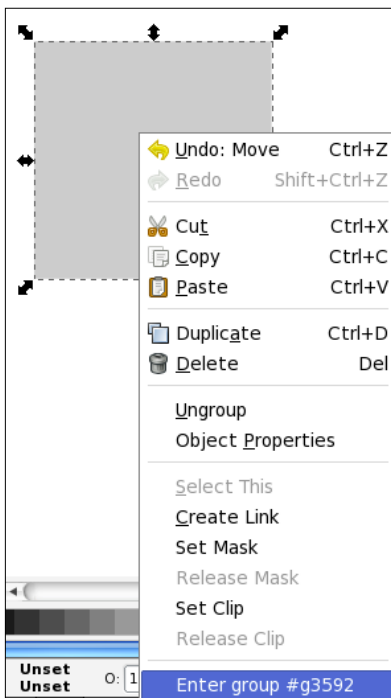 Undo: Move Ctrl+Z
Redo Shift+Ctrl+Z
Cut Ctrl+X
Copy Ctrl+C
Paste Ctrl+V
Duplicate Ctrl+D
Delete Del
Ungroup
Object Properties
Select This
Create Link
Set Mask
Release Mask
Set Clip
Release Clip
Enter group #g3592
Unset
Unset
O: 1